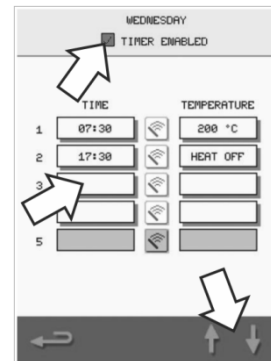 WEDNESDAY
TIMER ENABLED
TIME TEMPERATURE
1 07:30 200 °C
2 17:30 HEAT OFF
3
5